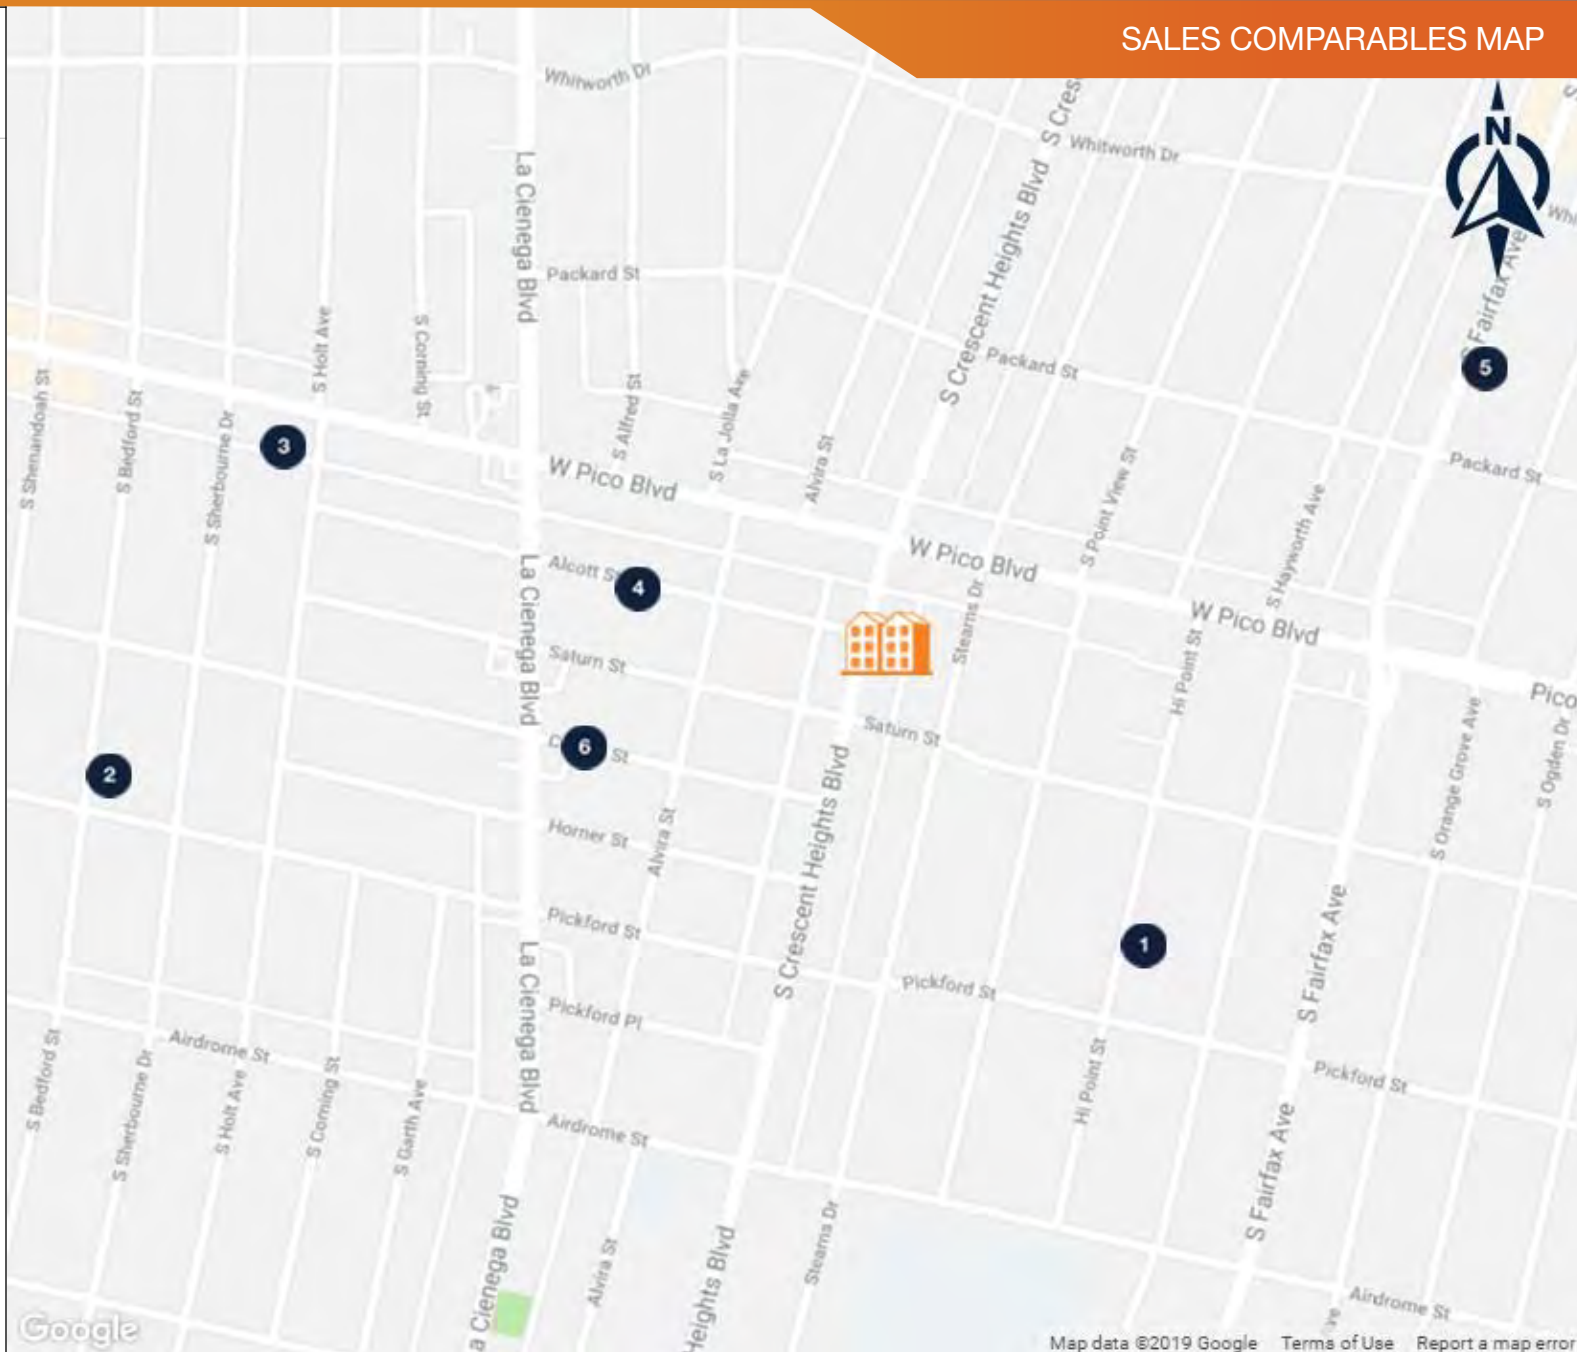 SALES COMPARABLES MAP
Whitworth Dr
S Cres
Whitworth Dr
N
Whi
La Cienega Blvd
S Crescent Heights Blvd
S Fairfax Ave
Packard St
S Holt Ave
S Corning St
Packard St
5
S Shenandoah St
S Bedford St
S Sherbourne Dr
3
S Alfred St
S La Jolla Ave
Alvira St
S Point View St
Packard St
W Pico Blvd
S Hayworth Ave
W Pico Blvd
La Cienega Blvd
Alcott S
4
Stearns Dr
W Pico Blvd
Saturn St
Hi Point St
Pico
Saturn St
6
St
2
S Orange Grove Ave
S Ogden Dr
Horner St
Alvira St
S Crescent Heights Blvd
Pickford St
1
S Fairfax Ave
La Cienega Blvd
Pickford St
Pickford Pl
S Bedford St
Airdrome St
S Sherbourne Dr
S Holt Ave
S Corning St
S Garth Ave
Hi Point St
Pickford St
Airdrome St
S Fairfax Ave
a Cienega Blvd
Alvira St
Heights Blvd
Stearns Dr
Airdrome St
ve
Google
Map data ©2019 Google Terms of Use Report a map error